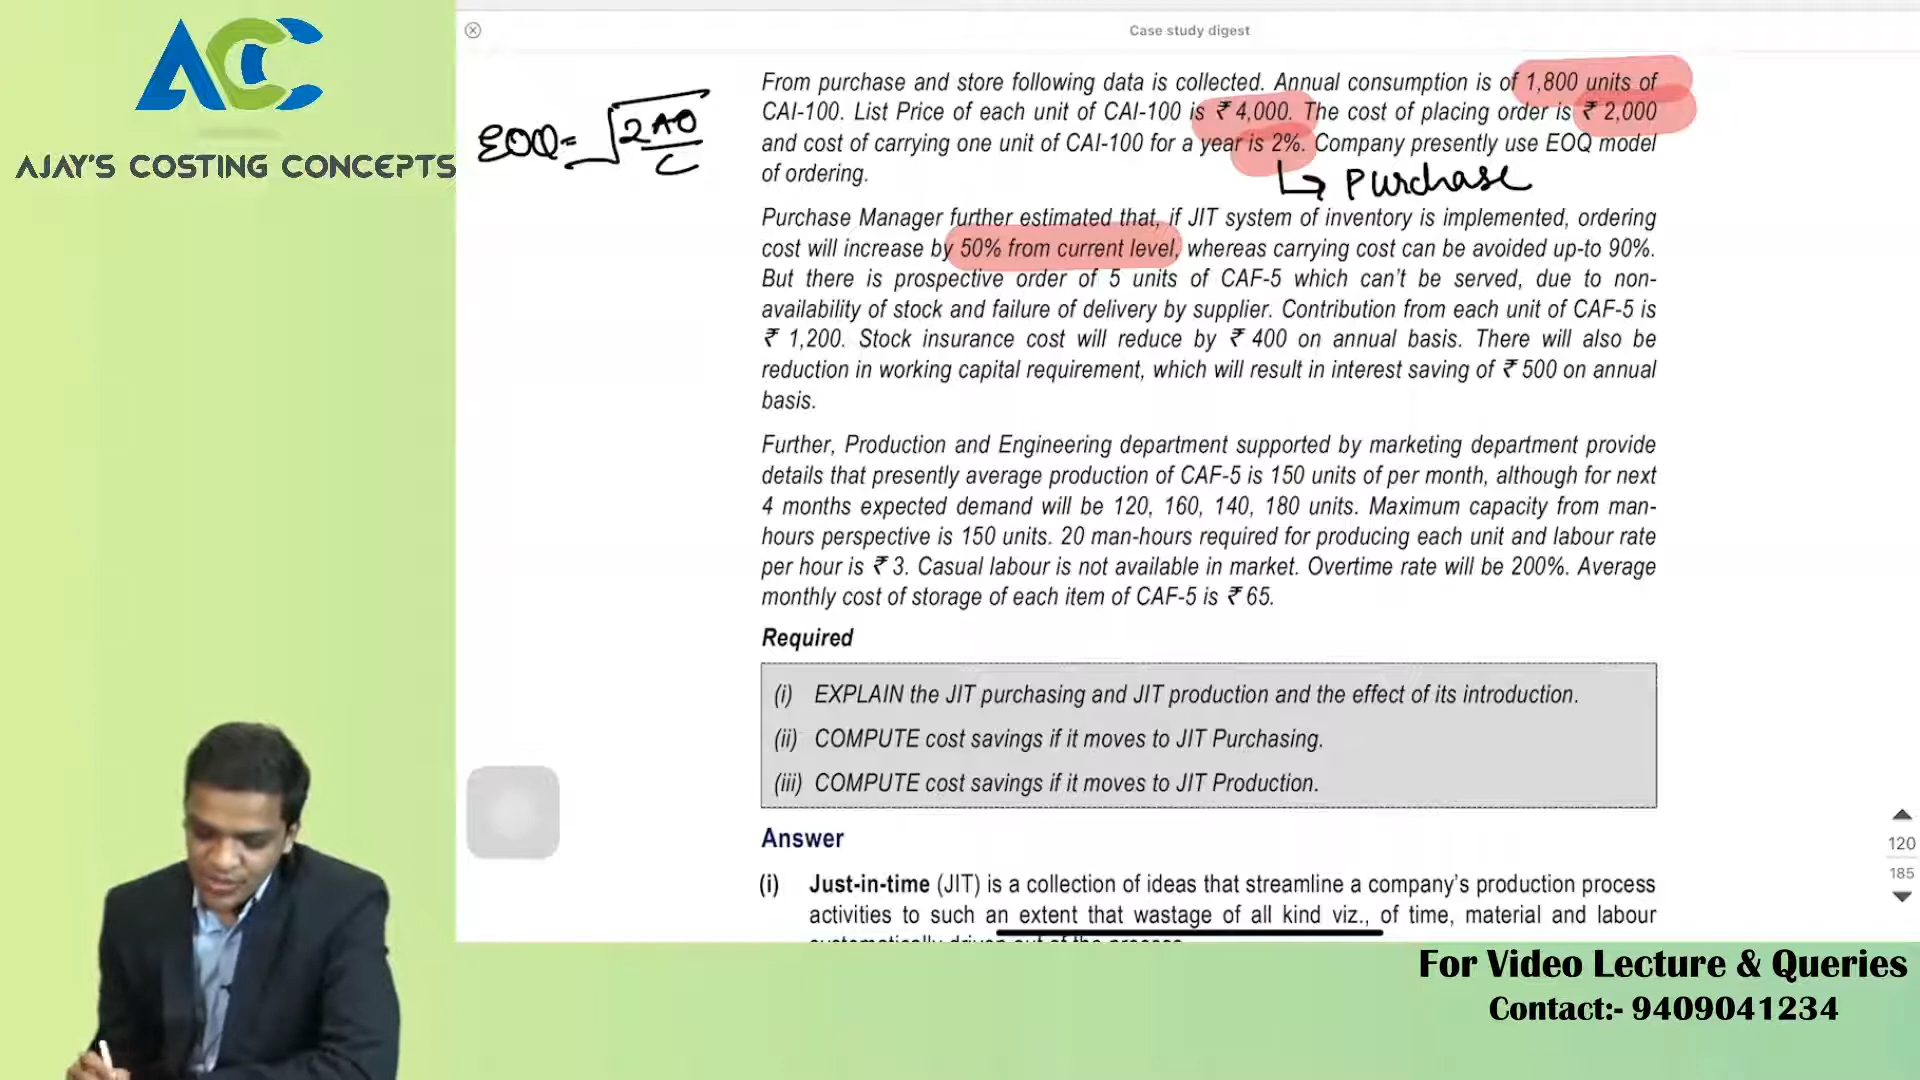 ACC
AJAY'S COSTING CONCEPTS
Case study digest
EOQ = √2AO/C
From purchase and store following data is collected. Annual consumption is of 1,800 units of
CAI-100. List Price of each unit of CAI-100 is ₹ 4,000. The cost of placing order is ₹ 2,000
and cost of carrying one unit of CAI-100 for a year is 2%. Company presently use EOQ model
of ordering.
↳ Purchase
Purchase Manager further estimated that, if JIT system of inventory is implemented, ordering
cost will increase by 50% from current level, whereas carrying cost can be avoided up-to 90%.
But there is prospective order of 5 units of CAF-5 which can't be served, due to non-
availability of stock and failure of delivery by supplier. Contribution from each unit of CAF-5 is
₹ 1,200. Stock insurance cost will reduce by ₹ 400 on annual basis. There will also be
reduction in working capital requirement, which will result in interest saving of ₹ 500 on annual
basis.
Further, Production and Engineering department supported by marketing department provide
details that presently average production of CAF-5 is 150 units of per month, although for next
4 months expected demand will be 120, 160, 140, 180 units. Maximum capacity from man-
hours perspective is 150 units. 20 man-hours required for producing each unit and labour rate
per hour is ₹ 3. Casual labour is not available in market. Overtime rate will be 200%. Average
monthly cost of storage of each item of CAF-5 is ₹ 65.
Required
(i) EXPLAIN the JIT purchasing and JIT production and the effect of its introduction.
(ii) COMPUTE cost savings if it moves to JIT Purchasing.
(iii) COMPUTE cost savings if it moves to JIT Production.
Answer
(i) Just-in-time (JIT) is a collection of ideas that streamline a company's production process
activities to such an extent that wastage of all kind viz., of time, material and labour
120
185
For Video Lecture & Queries
Contact:- 9409041234